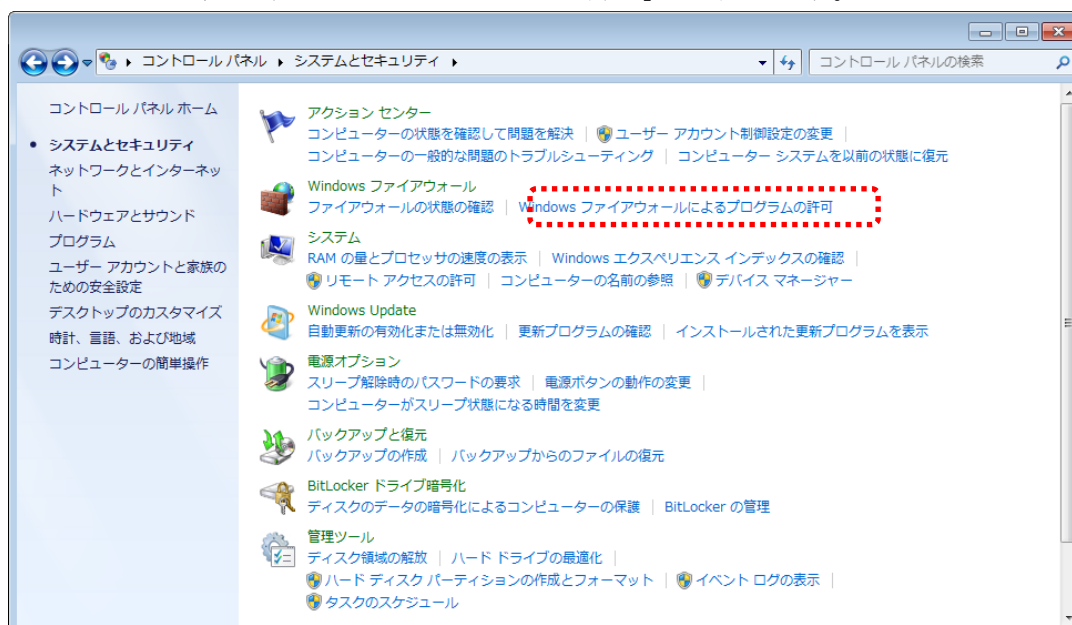 コントロール パネル ▸ システムとセキュリティ ▸
コントロール パネルの検索
コントロール パネル ホーム
システムとセキュリティ
ネットワークとインターネッ
ト
ハードウェアとサウンド
プログラム
ユーザー アカウントと家族の
ための安全設定
デスクトップのカスタマイズ
時計、言語、および地域
コンピューターの簡単操作
アクション センター
コンピューターの状態を確認して問題を解決 | ユーザー アカウント制御設定の変更 |
コンピューターの一般的な問題のトラブルシューティング | コンピューター システムを以前の状態に復元
Windows ファイアウォール
ファイアウォールの状態の確認 | Windows ファイアウォールによるプログラムの許可
システム
RAM の量とプロセッサの速度の表示 | Windows エクスペリエンス インデックスの確認 |
リモート アクセスの許可 | コンピューターの名前の参照 | デバイス マネージャー
Windows Update
自動更新の有効化または無効化 | 更新プログラムの確認 | インストールされた更新プログラムを表示
電源オプション
スリープ解除時のパスワードの要求 | 電源ボタンの動作の変更 |
コンピューターがスリープ状態になる時間を変更
バックアップと復元
バックアップの作成 | バックアップからのファイルの復元
BitLocker ドライブ暗号化
ディスクのデータの暗号化によるコンピューターの保護 | BitLocker の管理
管理ツール
ディスク領域の解放 | ハード ドライブの最適化 |
ハード ディスク パーティションの作成とフォーマット | イベント ログの表示 |
タスクのスケジュール